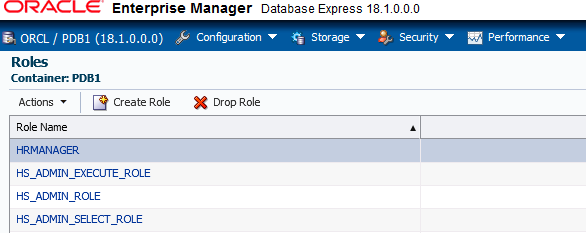 ORACLE Enterprise Manager Database Express 18.1.0.0.0
ORCL / PDB1 (18.1.0.0.0) Configuration Storage Security Performance
Roles
Container: PDB1
Actions Create Role Drop Role
Role Name
HRMANAGER
HS_ADMIN_EXECUTE_ROLE
HS_ADMIN_ROLE
HS_ADMIN_SELECT_ROLE